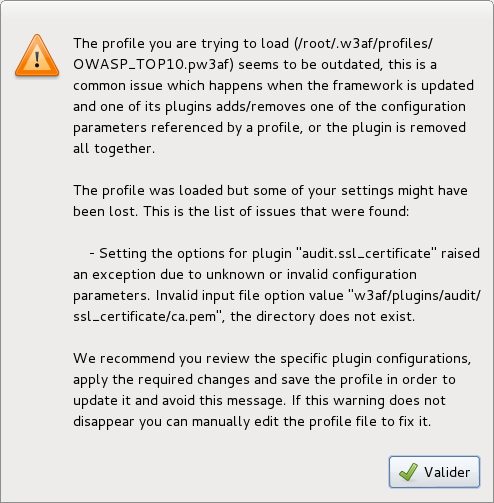 The profile you are trying to load (/root/.w3af/profiles/
OWASP_TOP10.pw3af) seems to be outdated, this is a
common issue which happens when the framework is updated
and one of its plugins adds/removes one of the configuration
parameters referenced by a profile, or the plugin is removed
all together.
The profile was loaded but some of your settings might have
been lost. This is the list of issues that were found:
- Setting the options for plugin "audit.ssl_certificate" raised
an exception due to unknown or invalid configuration
parameters. Invalid input file option value "w3af/plugins/audit/
ssl_certificate/ca.pem", the directory does not exist.
We recommend you review the specific plugin configurations,
apply the required changes and save the profile in order to
update it and avoid this message. If this warning does not
disappear you can manually edit the profile file to fix it.
Valider